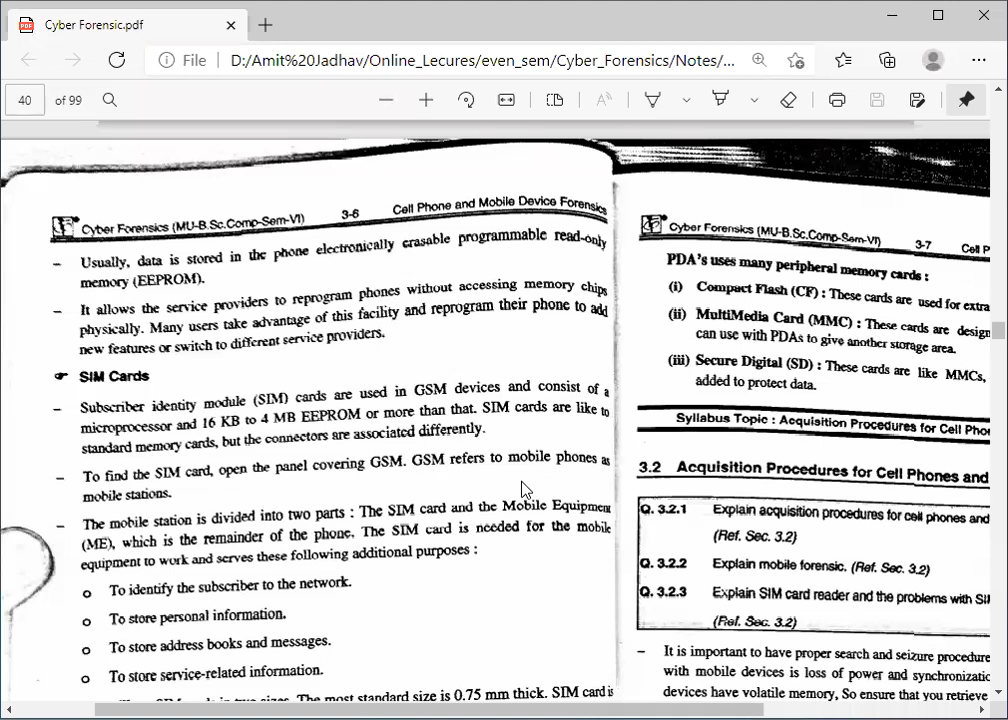 Cyber Forensic.pdf
File
D:/Amit%20Jadhav/Online_Lecures/even_sem/Cyber_Forensics/Notes/...
40 of 99
Cyber Forensics (MU-B.Sc.Comp-Sem-VI) 3-6 Cell Phone and Mobile Device Forensics
– Usually, data is stored in the phone electronically erasable programmable read-only
memory (EEPROM).
– It allows the service providers to reprogram phones without accessing memory chips
physically. Many users take advantage of this facility and reprogram their phone to add
new features or switch to different service providers.
☛ SIM Cards
– Subscriber identity module (SIM) cards are used in GSM devices and consist of a
microprocessor and 16 KB to 4 MB EEPROM or more than that. SIM cards are like to
standard memory cards, but the connectors are associated differently.
– To find the SIM card, open the panel covering GSM. GSM refers to mobile phones as
mobile stations.
– The mobile station is divided into two parts : The SIM card and the Mobile Equipment
(ME), which is the remainder of the phone. The SIM card is needed for the mobile
equipment to work and serves these following additional purposes :
o To identify the subscriber to the network.
o To store personal information.
o To store address books and messages.
o To store service-related information.
sizes. The most standard size is 0.75 mm thick. SIM card is
Cyber Forensics (MU-B.Sc.Comp-Sem-VI) 3-7 Cell P
PDA's uses many peripheral memory cards :
(i) Compact Flash (CF) : These cards are used for extra
(ii) MultiMedia Card (MMC) : These cards are design
can use with PDAs to give another storage area.
(iii) Secure Digital (SD) : These cards are like MMCs,
added to protect data.
Syllabus Topic : Acquisition Procedures for Cell Pho
3.2 Acquisition Procedures for Cell Phones and
Q. 3.2.1 Explain acquisition procedures for cell phones and
(Ref. Sec. 3.2)
Q. 3.2.2 Explain mobile forensic. (Ref. Sec. 3.2)
Q. 3.2.3 Explain SIM card reader and the problems with SI
(Ref. Sec. 3.2)
– It is important to have proper search and seizure procedure
with mobile devices is loss of power and synchronizatio
devices have volatile memory, So ensure that you retrieve